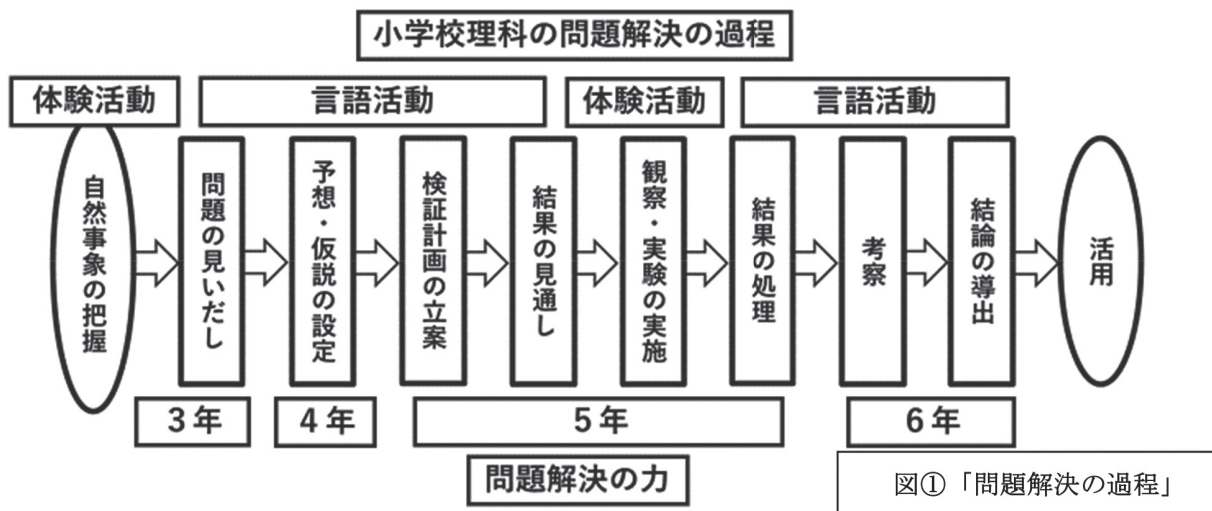 小学校理科の問題解決の過程
体験活動
言語活動
体験活動
言語活動
自然事象の把握
問題の見いだし
予想・仮説の設定
検証計画の立案
結果の見通し
観察・実験の実施
結果の処理
考察
結論の導出
活用
3年
4年
5年
6年
問題解決の力
図①「問題解決の過程」